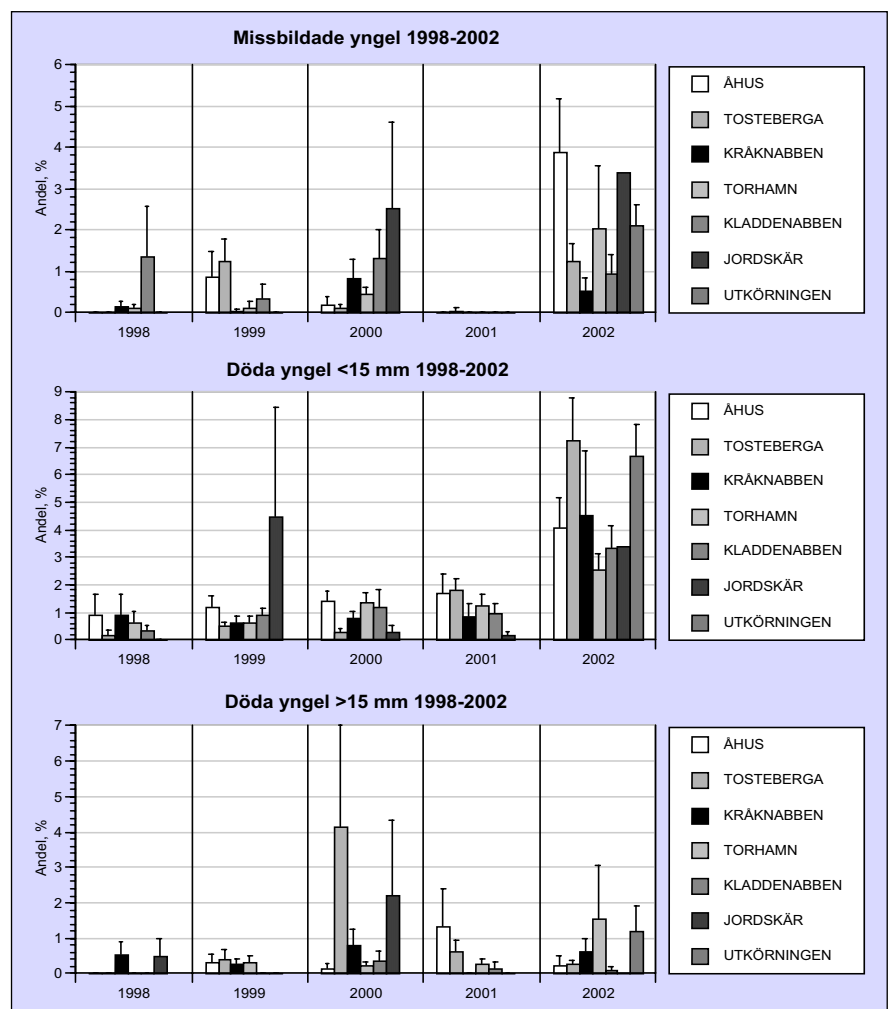 Missbildade yngel 1998-2002
6
5
4
3
2
1
0
Andel, %
1998
1999
2000
2001
2002
ÅHUS
TOSTEBERGA
KRÅKNABBEN
TORHAMN
KLADDENABBEN
JORDSKÄR
UTKÖRNINGEN
Döda yngel <15 mm 1998-2002
9
8
7
6
5
4
3
2
1
0
Andel, %
1998
1999
2000
2001
2002
ÅHUS
TOSTEBERGA
KRÅKNABBEN
TORHAMN
KLADDENABBEN
JORDSKÄR
UTKÖRNINGEN
Döda yngel >15 mm 1998-2002
7
6
5
4
3
2
1
0
Andel, %
1998
1999
2000
2001
2002
ÅHUS
TOSTEBERGA
KRÅKNABBEN
TORHAMN
KLADDENABBEN
JORDSKÄR
UTKÖRNINGEN